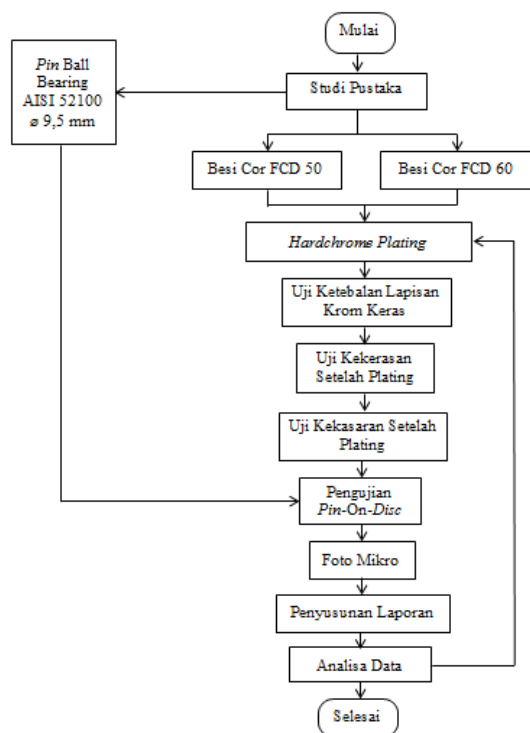 Mulai
Pin Ball
Bearing
AISI 52100
ø 9,5 mm
Studi Pustaka
Besi Cor FCD 50
Besi Cor FCD 60
Hardchrome Plating
Uji Ketebalan Lapisan
Krom Keras
Uji Kekerasan
Setelah Plating
Uji Kekasaran Setelah
Plating
Pengujian
Pin-On-Disc
Foto Mikro
Penyusunan Laporan
Analisa Data
Selesai